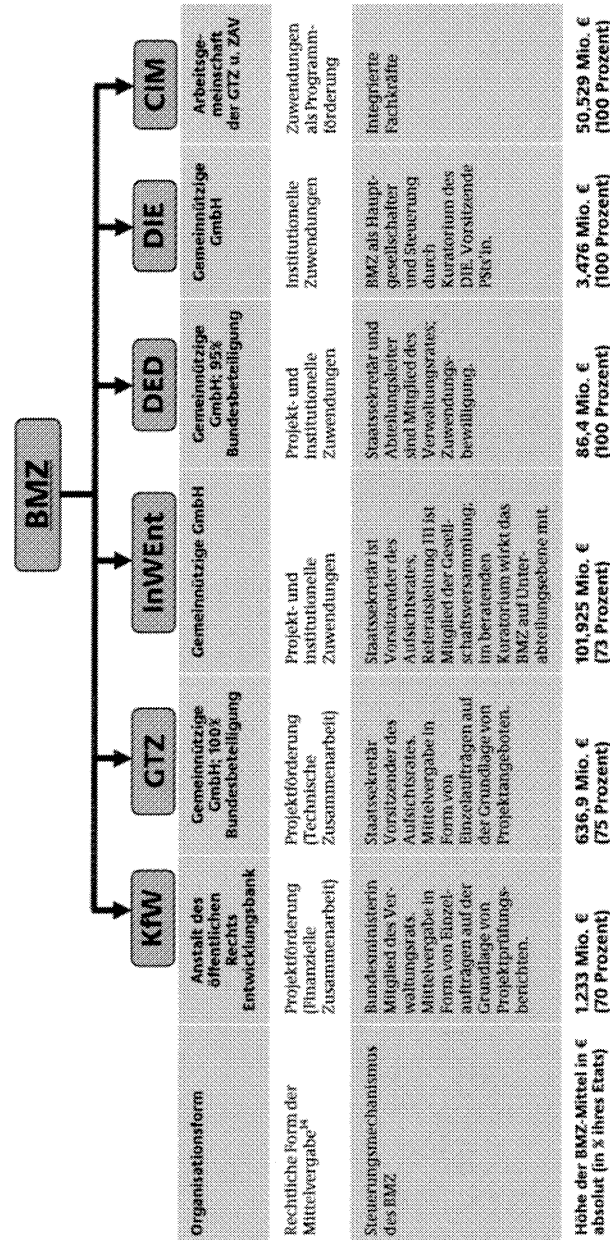 BMZ
KfW
GTZ
InWEnt
DED
DIE
CIM
Organisationsform
Anstalt des
öffentlichen
Rechts
Entwicklungsbank
Gemeinnützige
GmbH; 100%
Bundesbeteiligung
Gemeinnützige GmbH
Gemeinnützige
GmbH; 95%
Bundesbeteiligung
Gemeinnützige
GmbH
Arbeitsge-
meinschaft
der GTZ u. ZAV
Rechtliche Form der
Mittelvergabe¹⁴
Projektförderung
(Finanzielle
Zusammenarbeit)
Projektförderung
(Technische
Zusammenarbeit)
Projekt- und
institutionelle
Zuwendungen
Projekt- und
institutionelle
Zuwendungen
Institutionelle
Zuwendungen
Zuwendungen
als Programm-
förderung
Steuerungsmechanismus
des BMZ
Bundesministerin
Mitglied des Ver-
waltungsrats.
Mittelvergabe in
Form von Einzel-
aufträgen auf der
Grundlage von
Projektprüfungs-
berichten.
Staatssekretär
Vorsitzender des
Aufsichtsrates.
Mittelvergabe in
Form von
Einzelaufträgen auf
der Grundlage von
Projektangeboten.
Staatssekretär ist
Vorsitzender des
Aufsichtsrates,
Referatsleitung 111 ist
Mitglied der Gesell-
schaftsversammlung;
im beratenden
Kuratorium wirkt das
BMZ auf Unter-
abteilungsebene mit.
Staatssekretär und
Abteilungsleiter
sind Mitglied des
Verwaltungsrates;
Zuwendungs-
bewilligung.
BMZ als Haupt-
gesellschafter
und Steuerung
durch
Kuratorium des
DIE, Vorsitzende
PSts'in.
Integrierte
Fachkräfte
Höhe der BMZ-Mittel in €
absolut (in % ihres Etats)
1.233 Mio. €
(70 Prozent)
636,9 Mio. €
(75 Prozent)
101,925 Mio. €
(73 Prozent)
86,4 Mio. €
(100 Prozent)
3,476 Mio. €
(100 Prozent)
50,529 Mio. €
(100 Prozent)